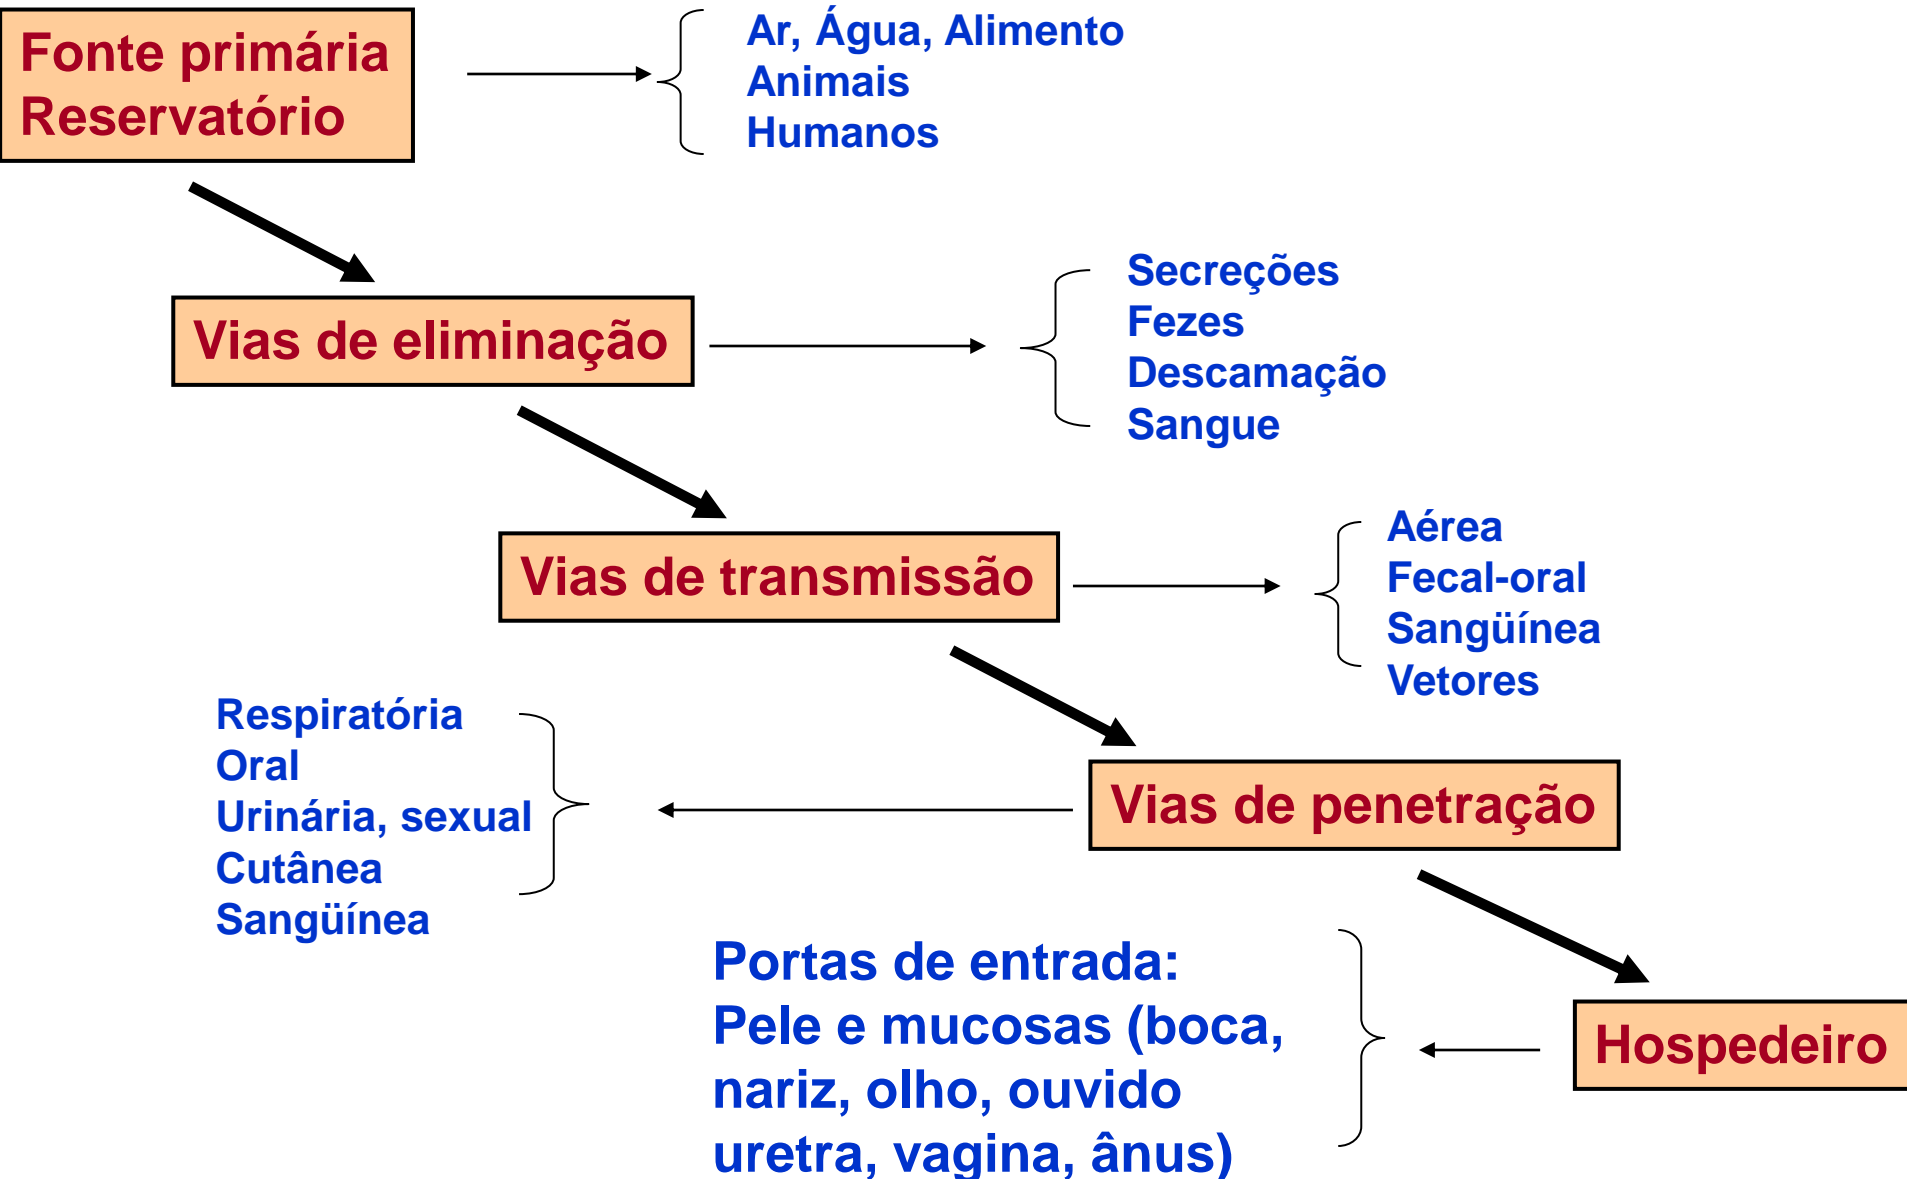 Fonte primária
Reservatório
Ar, Água, Alimento
Animais
Humanos
Vias de eliminação
Secreções
Fezes
Descamação
Sangue
Vias de transmissão
Aérea
Fecal-oral
Sangüínea
Vetores
Vias de penetração
Respiratória
Oral
Urinária, sexual
Cutânea
Sangüínea
Hospedeiro
Portas de entrada:
Pele e mucosas (boca,
nariz, olho, ouvido
uretra, vagina, ânus)